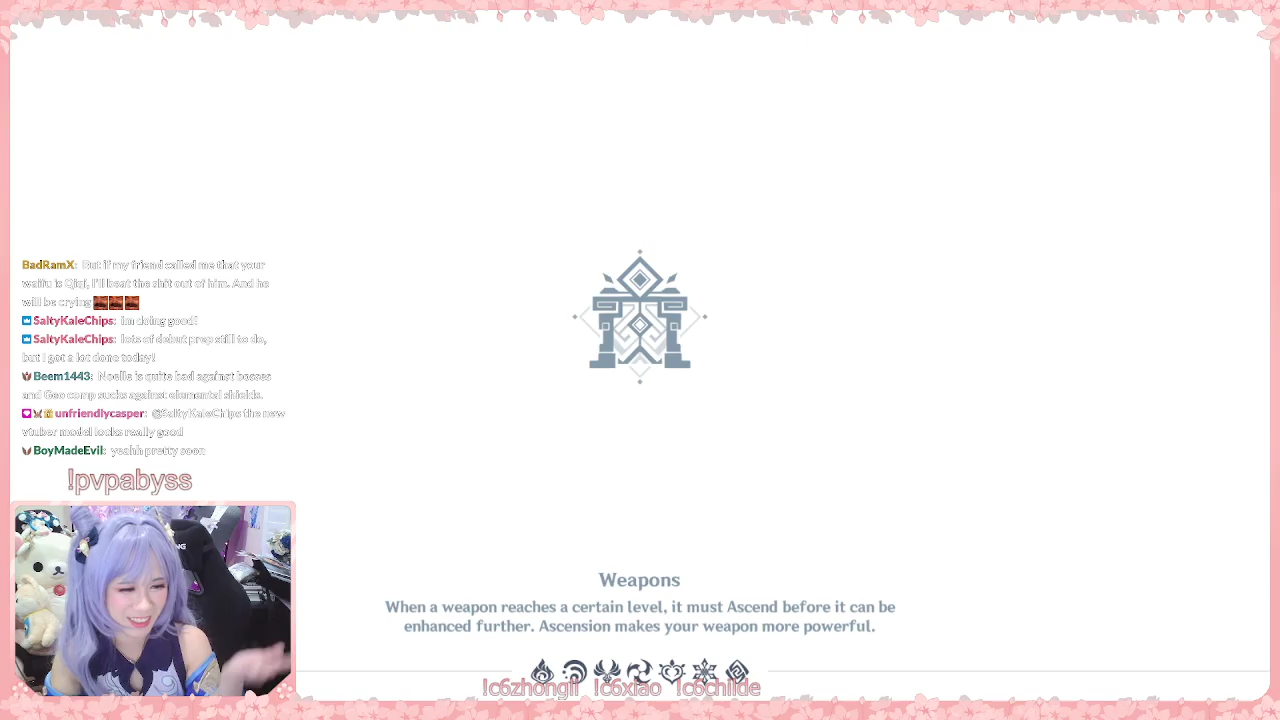 BadRamX: But if my friend called me that your
waifu is Qiqi, I'll beat the shit out of him. And he
will be crying
SaltyKaleChips: Im doing good!
SaltyKaleChips: lots of debut prep still to do,
but I got a lot done today!
Beem1443: Noelle is quite bad against bosses
and Geo comp sucks against elemental shields.
unfriendlycasper: @SaltyKaleChips the new
vtuber model looks really good
BoyMadeEvil: yeahh pretty soon
!pvpabyss
Weapons
When a weapon reaches a certain level, it must Ascend before it can be
enhanced further. Ascension makes your weapon more powerful.
!c6zhongli !c6xiao !c6childe